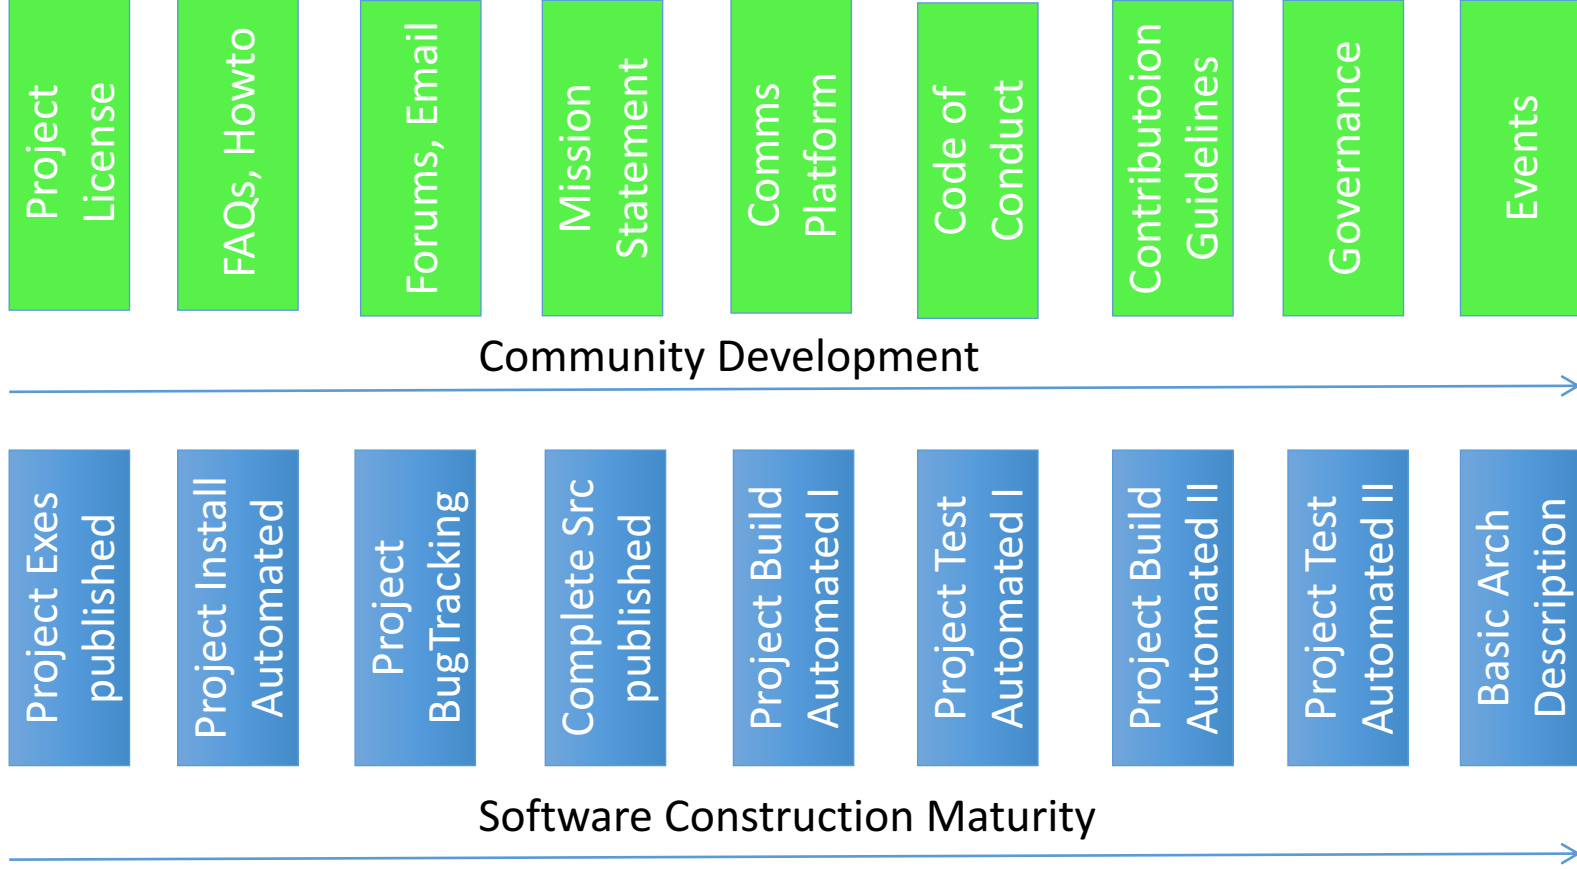 Project
License
FAQs, Howto
Forums, Email
Mission
Statement
Comms
Platform
Code of
Conduct
Contributoion
Guidelines
Governance
Events
Community Development
Project Exes
published
Project Install
Automated
Project
BugTracking
Complete Src
published
Project Build
Automated I
Project Test
Automated I
Project Build
Automated II
Project Test
Automated II
Basic Arch
Description
Software Construction Maturity